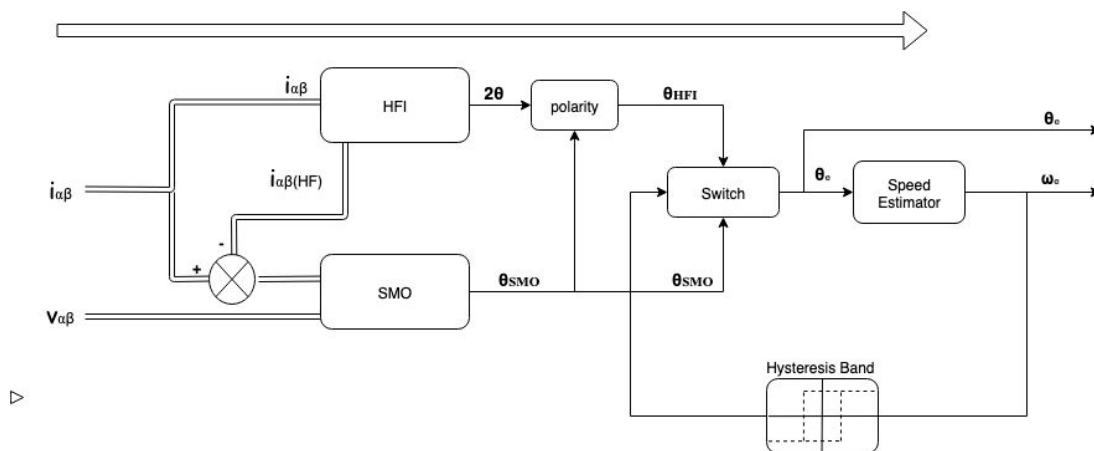 iαβ
HFI
2θ
polarity
θHFI
θe
iαβ
iαβ(HF)
Switch
θe
Speed
Estimator
ωe
-
+
SMO
θSMO
θSMO
vαβ
Hysteresis Band